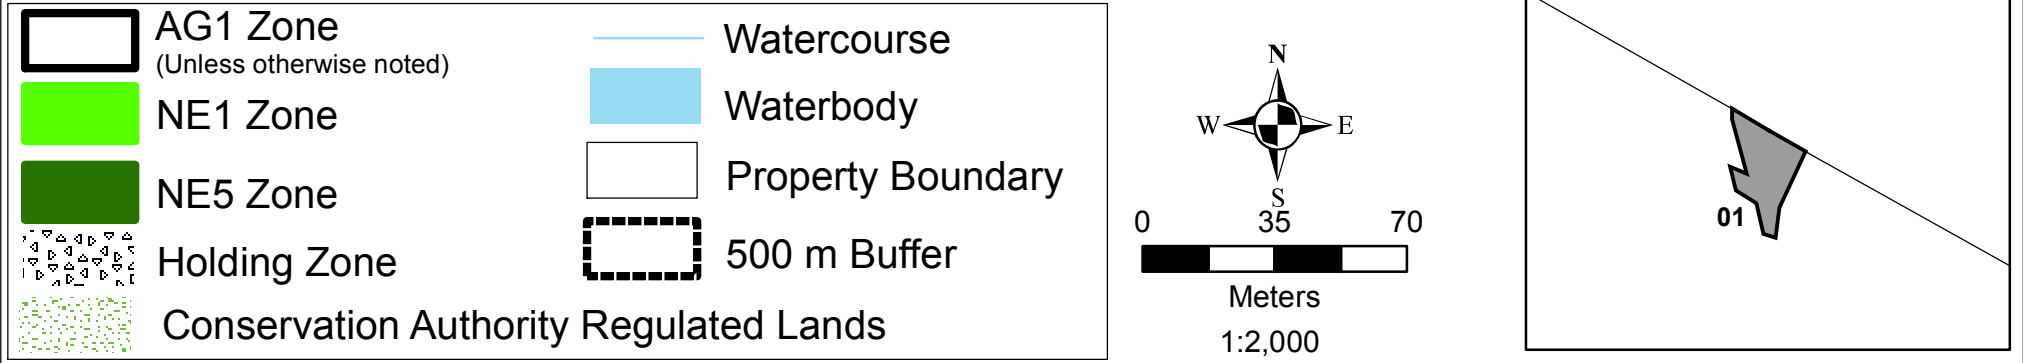 AG1 Zone
(Unless otherwise noted)
NE1 Zone
NE5 Zone
Holding Zone
Conservation Authority Regulated Lands
Watercourse
Waterbody
Property Boundary
500 m Buffer
N
W E
S
0 35 70
Meters
1:2,000
01